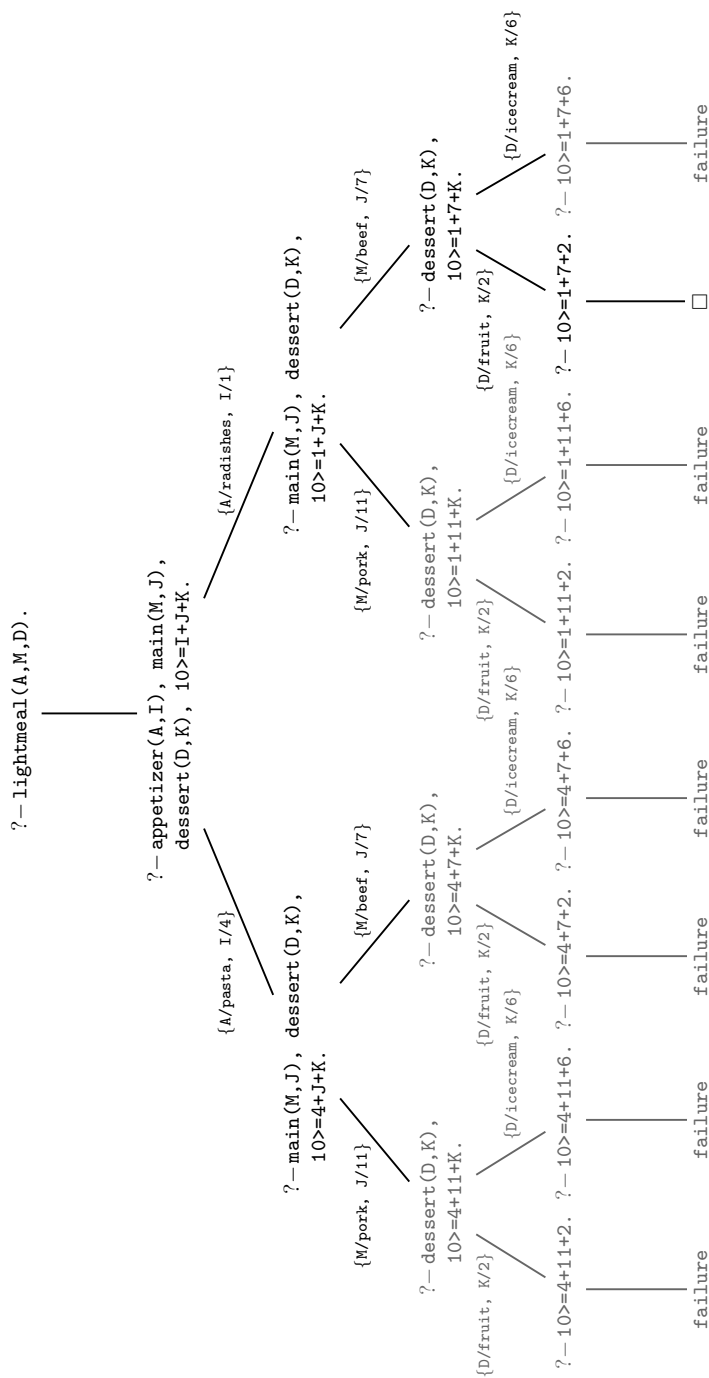 ?– lightmeal(A,M,D).
?– appetizer(A,I), main(M,J),
dessert(D,K), 10>=I+J+K.
{A/pasta, I/4}
{A/radishes, I/1}
?– main(M,J), dessert(D,K),
10>=4+J+K.
?– main(M,J), dessert(D,K),
10>=1+J+K.
{M/pork, J/11}
{M/beef, J/7}
{M/pork, J/11}
{M/beef, J/7}
?– dessert(D,K),
10>=4+11+K.
?– dessert(D,K),
10>=4+7+K.
?– dessert(D,K),
10>=1+11+K.
?– dessert(D,K),
10>=1+7+K.
{D/fruit, K/2}
{D/icecream, K/6}
{D/fruit, K/2}
{D/icecream, K/6}
{D/fruit, K/2}
{D/icecream, K/6}
{D/fruit, K/2}
{D/icecream, K/6}
?– 10>=4+11+2.
?– 10>=4+11+6.
?– 10>=4+7+2.
?– 10>=4+7+6.
?– 10>=1+11+2.
?– 10>=1+11+6.
?– 10>=1+7+2.
?– 10>=1+7+6.
failure
failure
failure
failure
failure
failure
□
failure